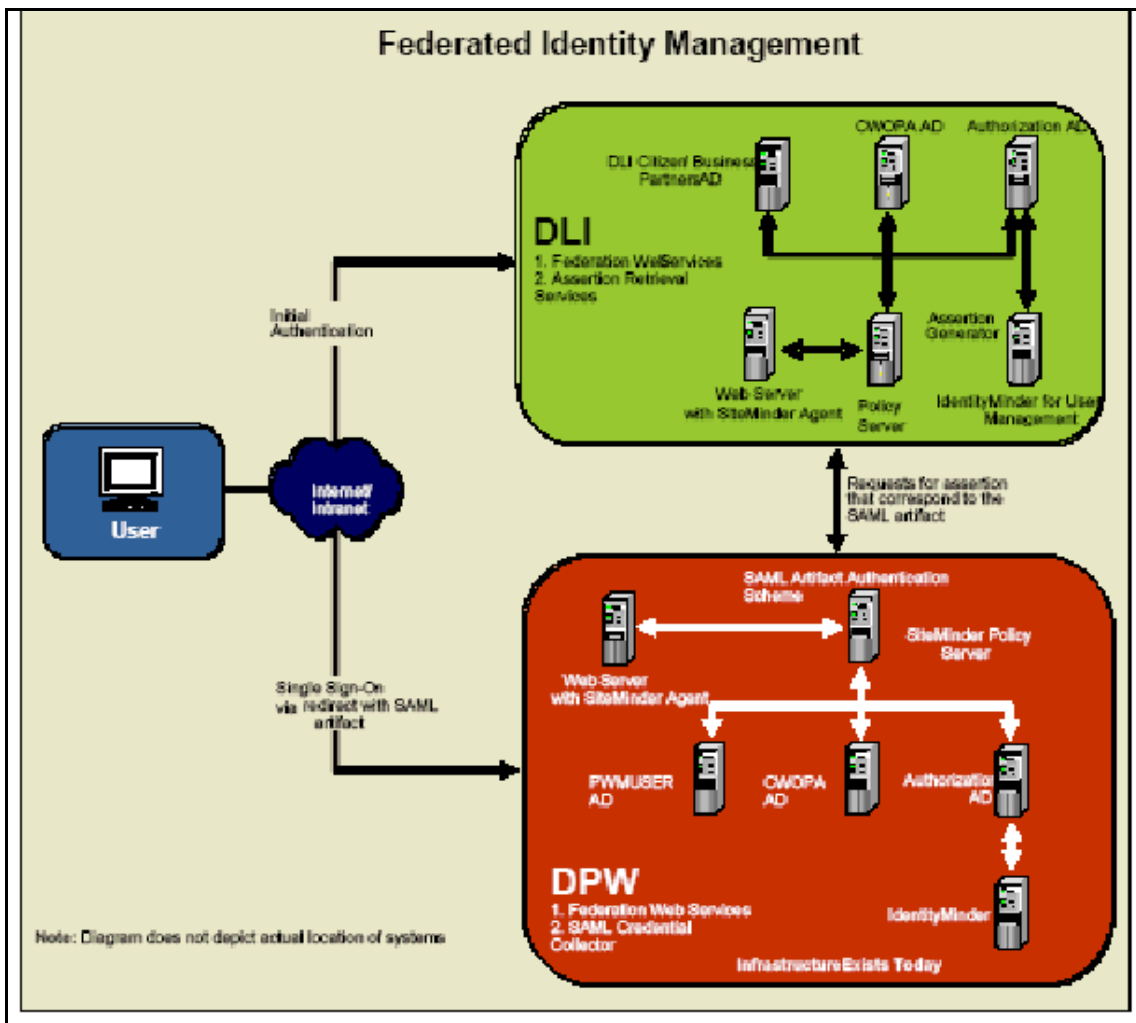 Federated Identity Management
CWOPA AD
Authorization AD
DLI Citizen/ Business
PartnersAD
DLI
1. Federation WebServices
2. Assertion Retrieval
Services
Initial
Authentication
Assertion
Generator
Web-Server
with SiteMinder Agent
Policy
Server
IdentityMinder for User
Management
Internet/
Intranet
User
Requests for assertion
that correspond to the
SAML artifact
SAML Artifact Authentication
Scheme
SiteMinder Policy
Server
Web-Server
with SiteMinder Agent
Single Sign-On
via redirect with SAML
artifact
PWMUSER
AD
CWOPA
AD
Authorization
AD
DPW
1. Federation Web Services
2. SAML Credential
Collector
IdentityMinder
Note: Diagram does not depict actual location of systems
InfrastructureExists Today